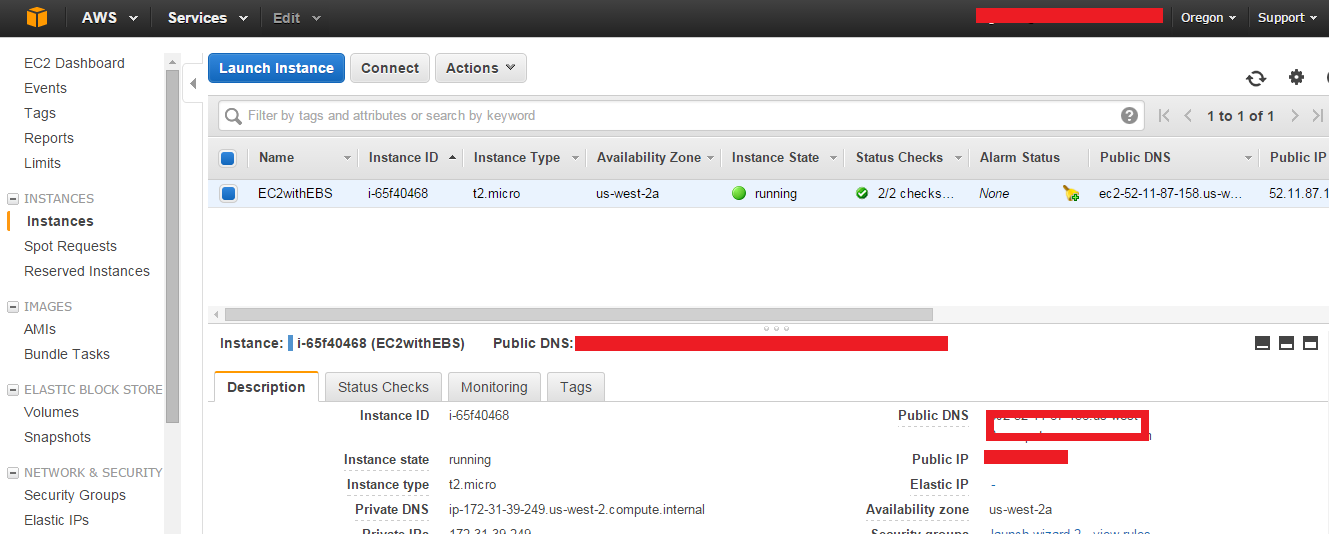 AWS Services Edit Oregon Support
EC2 Dashboard
Events
Tags
Reports
Limits
INSTANCES
Instances
Spot Requests
Reserved Instances
IMAGES
AMIs
Bundle Tasks
ELASTIC BLOCK STORE
Volumes
Snapshots
NETWORK & SECURITY
Security Groups
Elastic IPs
Launch Instance Connect Actions
Filter by tags and attributes or search by keyword ? 1 to 1 of 1
Name Instance ID Instance Type Availability Zone Instance State Status Checks Alarm Status Public DNS Public IP
EC2withEBS i-65f40468 t2.micro us-west-2a running 2/2 checks... None ec2-52-11-87-158.us-w... 52.11.87.1
Instance: i-65f40468 (EC2withEBS) Public DNS:
Description Status Checks Monitoring Tags
Instance ID i-65f40468 Public DNS
Instance state running Public IP
Instance type t2.micro Elastic IP -
Private DNS ip-172-31-39-249.us-west-2.compute.internal Availability zone us-west-2a
Private IPs 172.31.39.249 Security groups launch-wizard-2. view rules